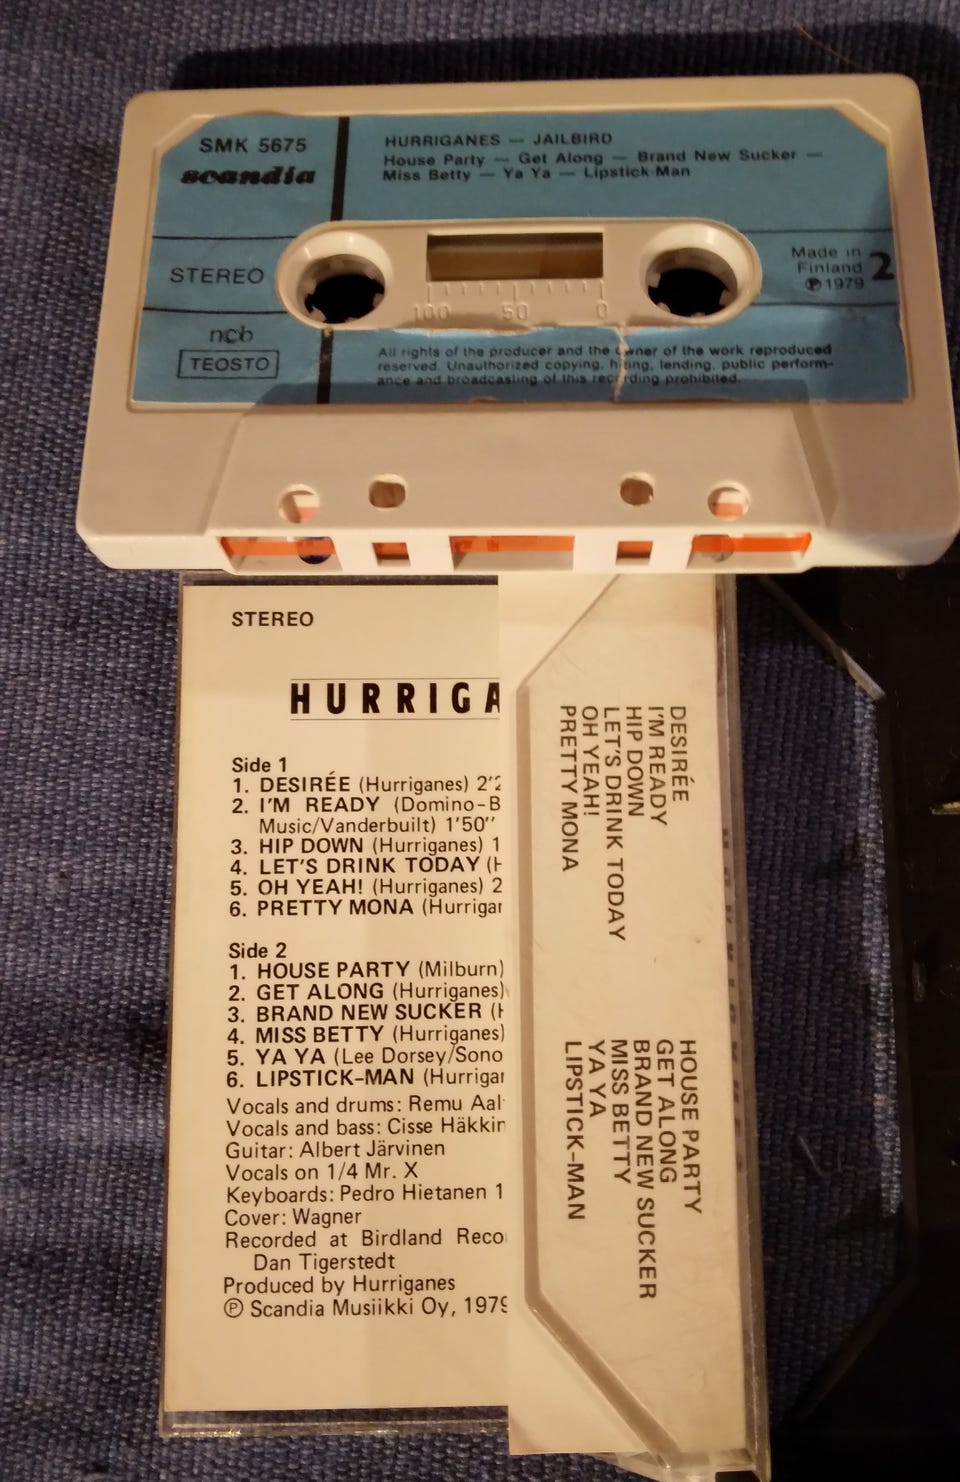 SMK 5675
scandia
HURRIGANES — JAILBIRD
House Party — Get Along — Brand New Sucker —
Miss Betty — Ya Ya — Lipstick-Man
STEREO
Made in
Finland
Ⓟ 1979
2
100 50 0
ncb
TEOSTO
All rights of the producer and the owner of the work reproduced
reserved. Unauthorized copying, hiring, lending, public perform-
ance and broadcasting of this recording prohibited.
STEREO
HURRIGA
Side 1
1. DESIRÉE (Hurriganes) 2'2
2. I'M READY (Domino-B
Music/Vanderbuilt) 1'50''
3. HIP DOWN (Hurriganes) 1
4. LET'S DRINK TODAY (H
5. OH YEAH! (Hurriganes) 2
6. PRETTY MONA (Hurrigar
Side 2
1. HOUSE PARTY (Milburn)
2. GET ALONG (Hurriganes)
3. BRAND NEW SUCKER (H
4. MISS BETTY (Hurriganes)
5. YA YA (Lee Dorsey/Sono
6. LIPSTICK-MAN (Hurrigar
Vocals and drums: Remu Aal
Vocals and bass: Cisse Häkkin
Guitar: Albert Järvinen
Vocals on 1/4 Mr. X
Keyboards: Pedro Hietanen 1
Cover: Wagner
Recorded at Birdland Reco
Dan Tigerstedt
Produced by Hurriganes
Ⓟ Scandia Musiikki Oy, 1979
DESIRÉE
I'M READY
HIP DOWN
LET'S DRINK TODAY
OH YEAH!
PRETTY MONA
HOUSE PARTY
GET ALONG
BRAND NEW SUCKER
MISS BETTY
YA YA
LIPSTICK-MAN